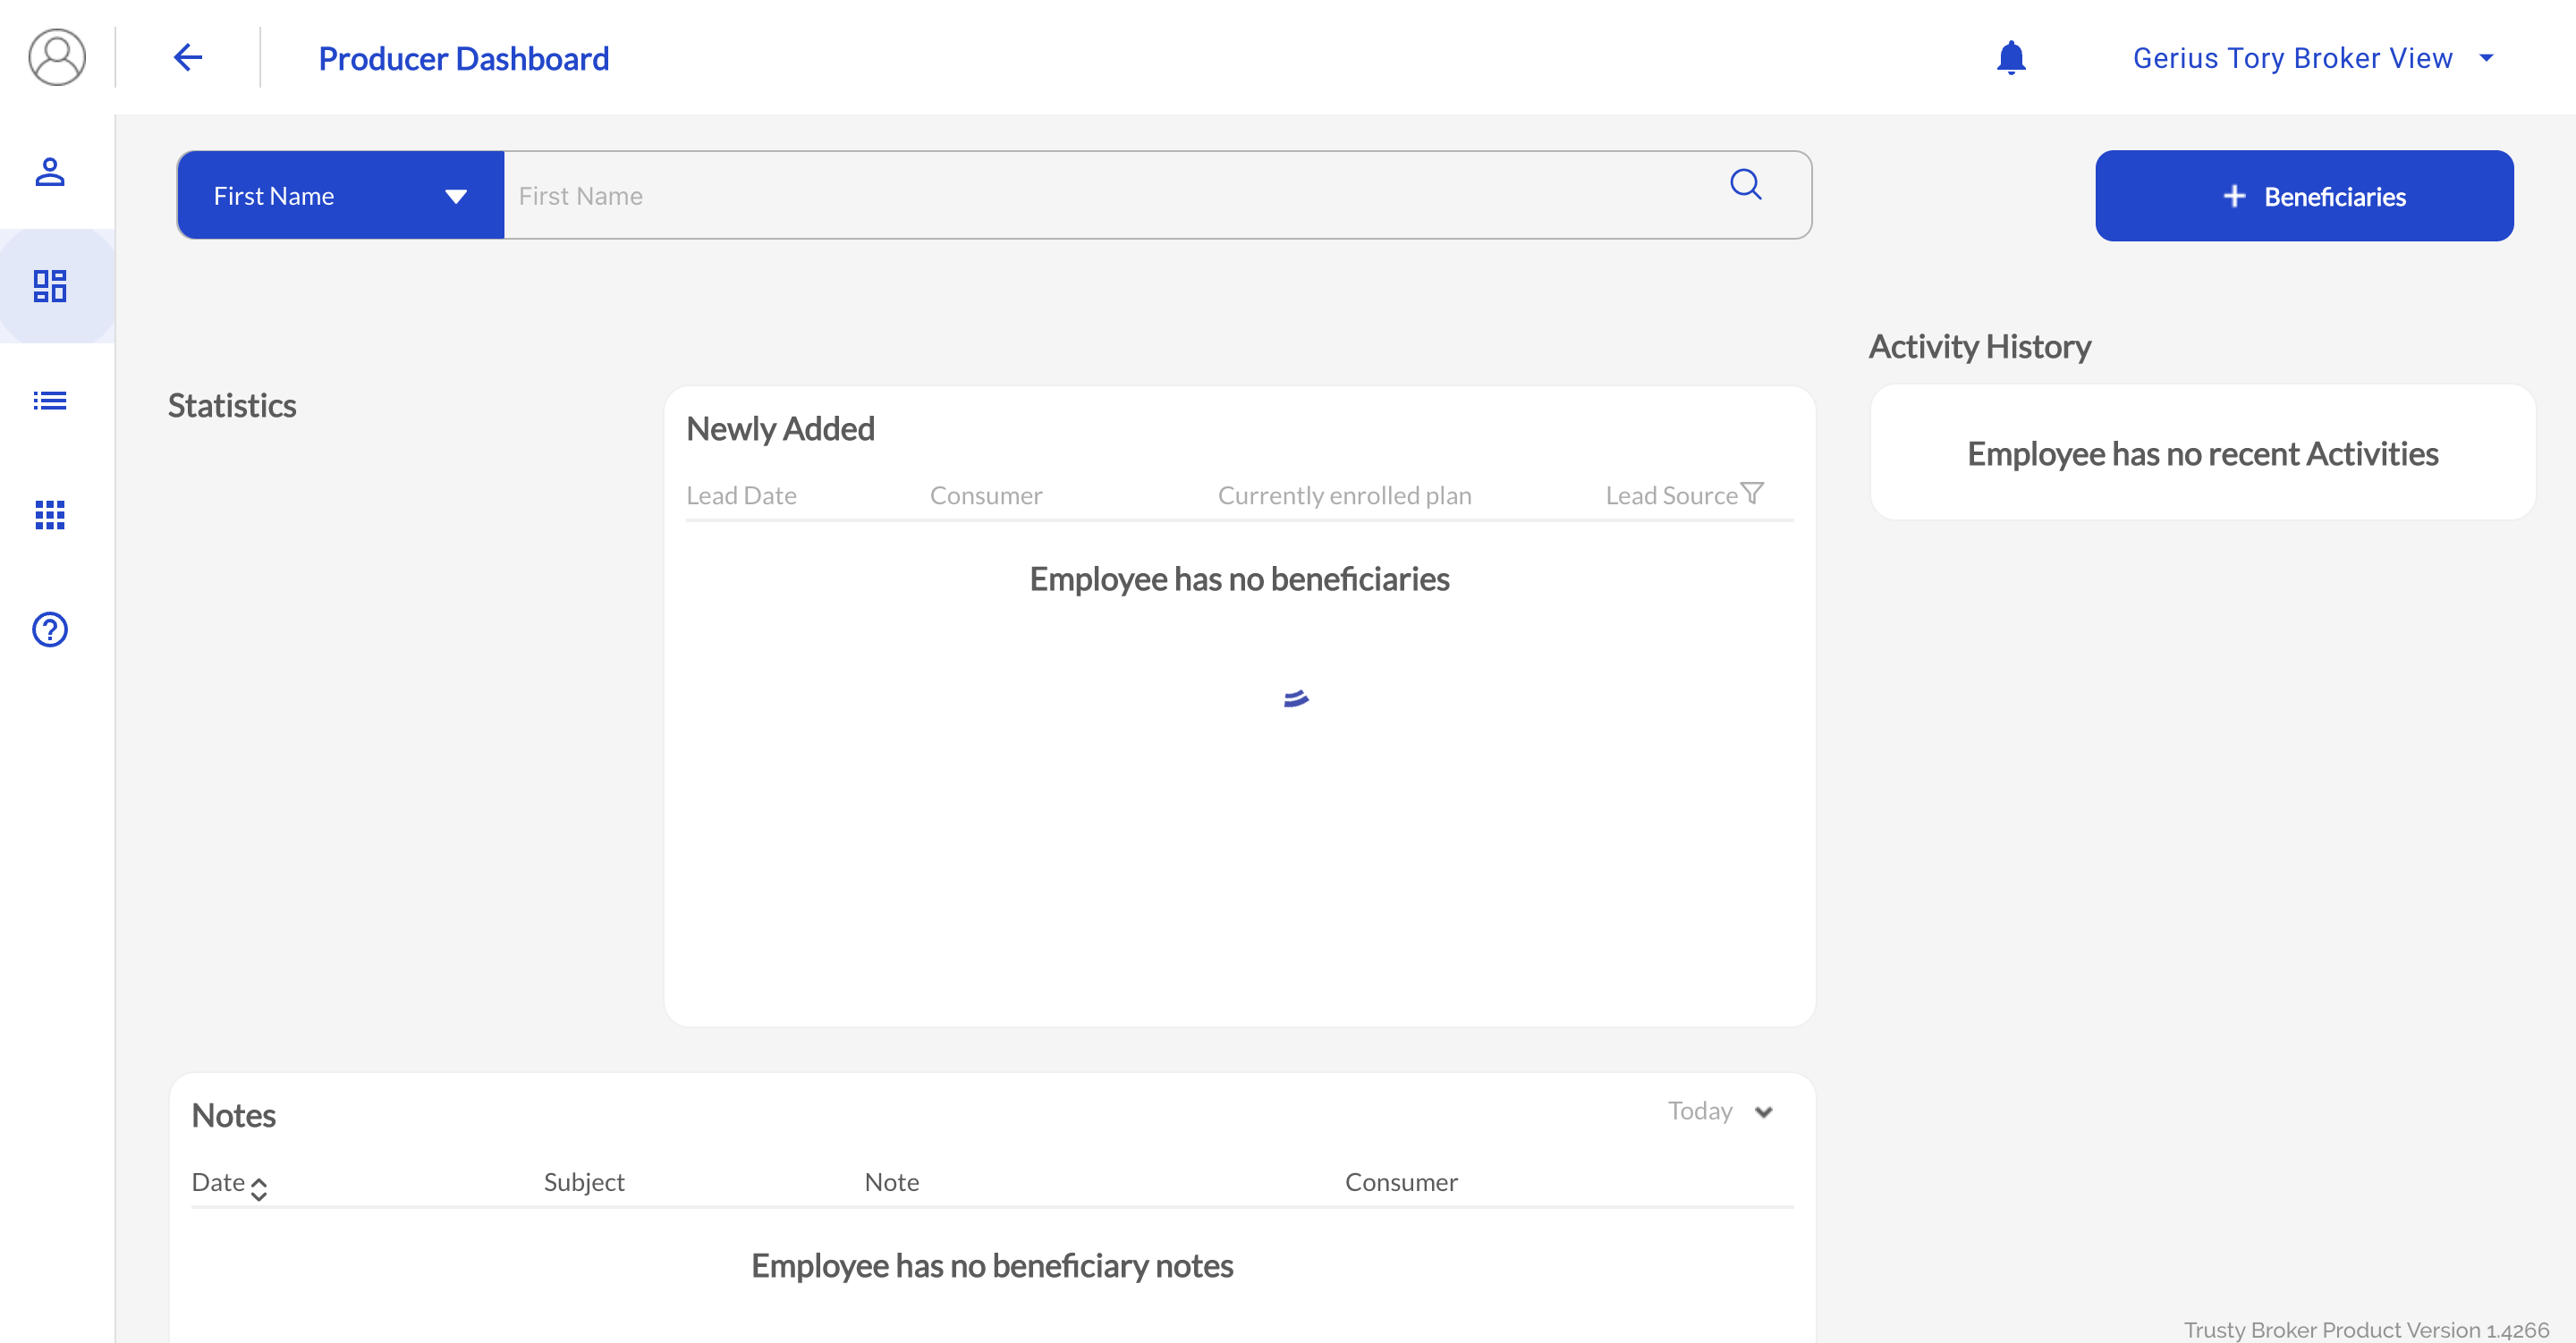 Producer Dashboard
Gerius Tory Broker View
First Name
First Name
+ Beneficiaries
Statistics
Newly Added
Lead Date Consumer Currently enrolled plan Lead Source
Employee has no beneficiaries
Activity History
Employee has no recent Activities
Notes
Today
Date Subject Note Consumer
Employee has no beneficiary notes
Trusty Broker Product Version 1.4266